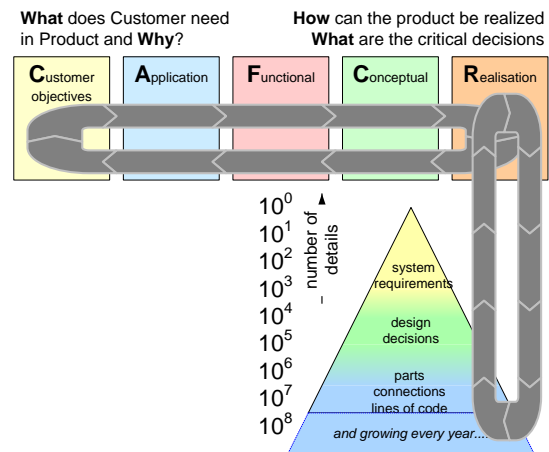 What does Customer need
in Product and Why?
How can the product be realized
What are the critical decisions
Customer
objectives
Application
Functional
Conceptual
Realisation
10^0
10^1
10^2
10^3
10^4
10^5
10^6
10^7
10^8
number of
details
system
requirements
design
decisions
parts
connections
lines of code
and growing every year....